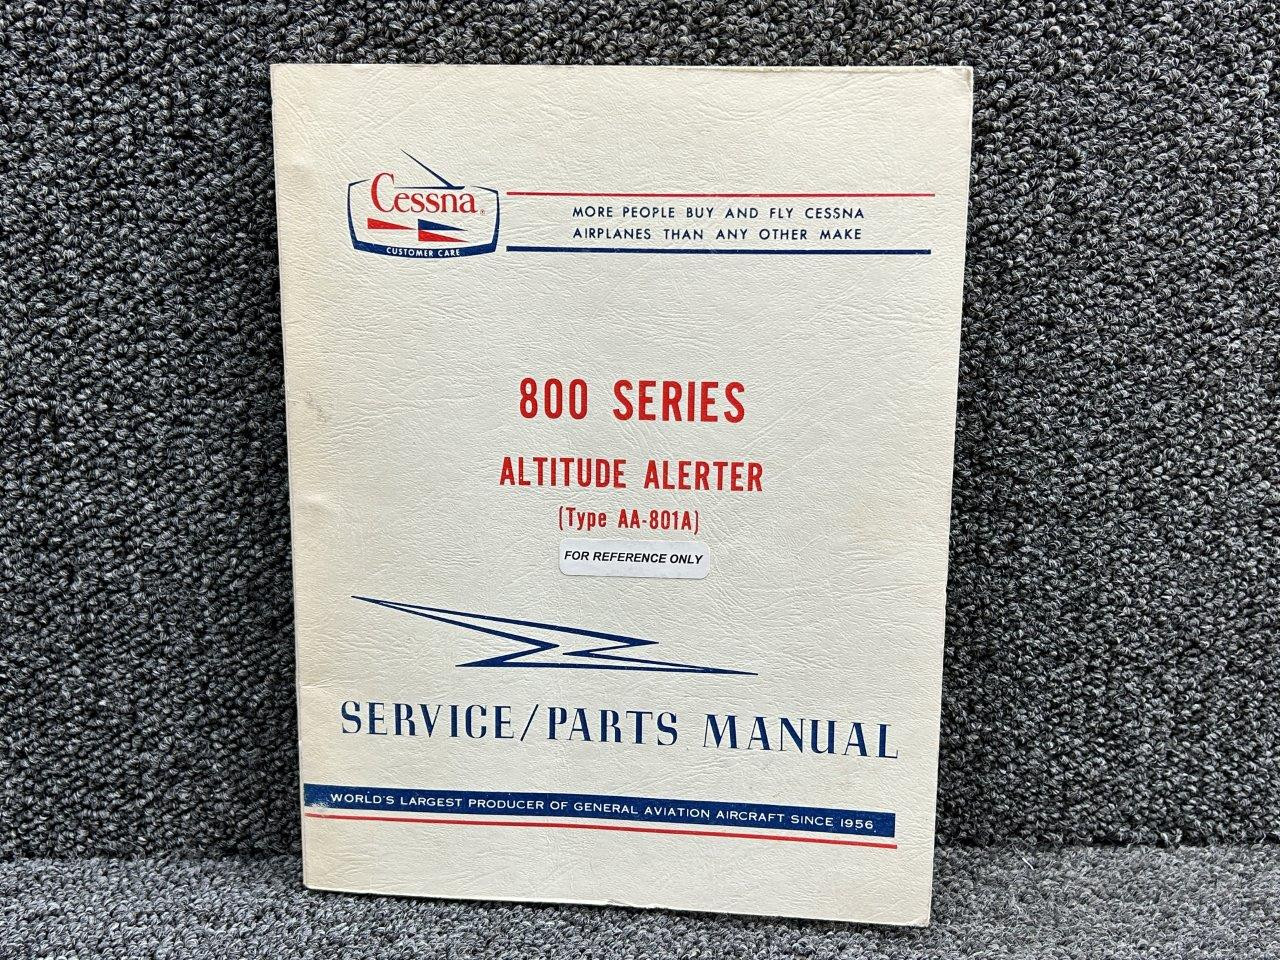 Cessna®
CUSTOMER CARE
MORE PEOPLE BUY AND FLY CESSNA
AIRPLANES THAN ANY OTHER MAKE
800 SERIES
ALTITUDE ALERTER
(Type AA-801A)
FOR REFERENCE ONLY
SERVICE/PARTS MANUAL
WORLD'S LARGEST PRODUCER OF GENERAL AVIATION AIRCRAFT SINCE 1956.